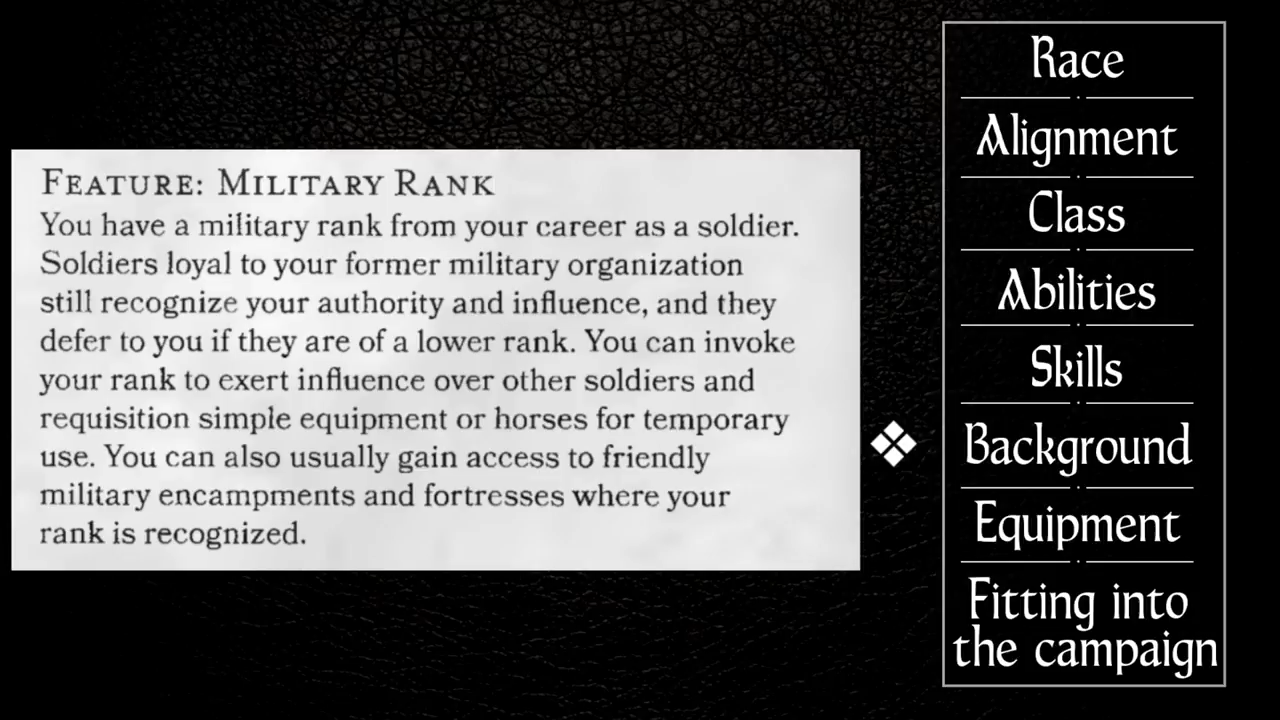 FEATURE: MILITARY RANK
You have a military rank from your career as a soldier.
Soldiers loyal to your former military organization
still recognize your authority and influence, and they
defer to you if they are of a lower rank. You can invoke
your rank to exert influence over other soldiers and
requisition simple equipment or horses for temporary
use. You can also usually gain access to friendly
military encampments and fortresses where your
rank is recognized.
Race
Alignment
Class
Abilities
Skills
Background
Equipment
Fitting into
the campaign